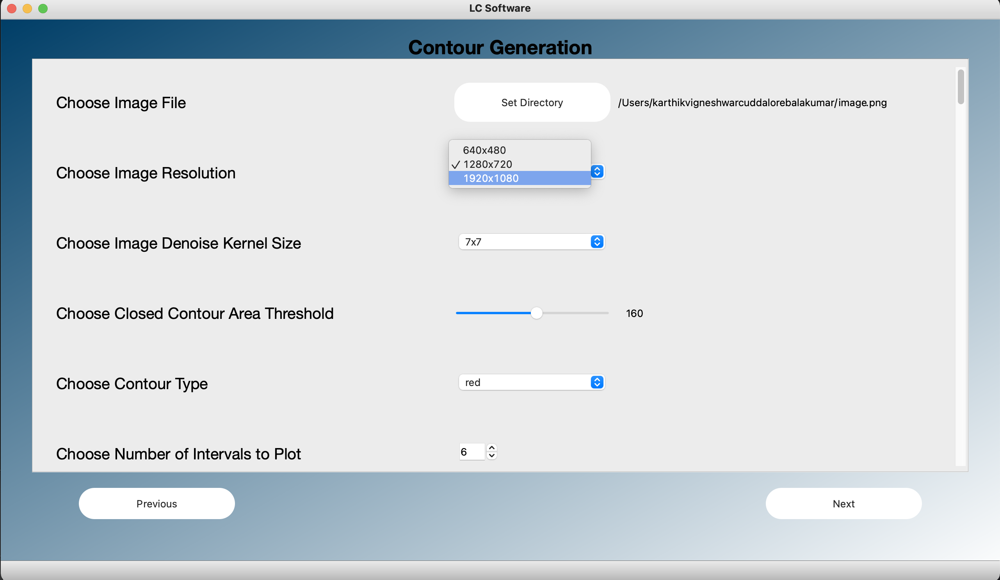 LC Software
Contour Generation
Choose Image File
Set Directory
/Users/karthikvigneshwarcuddalorebalakumar/image.png
Choose Image Resolution
640x480
1280x720
1920x1080
Choose Image Denoise Kernel Size
7x7
Choose Closed Contour Area Threshold
160
Choose Contour Type
red
Choose Number of Intervals to Plot
6
Previous
Next